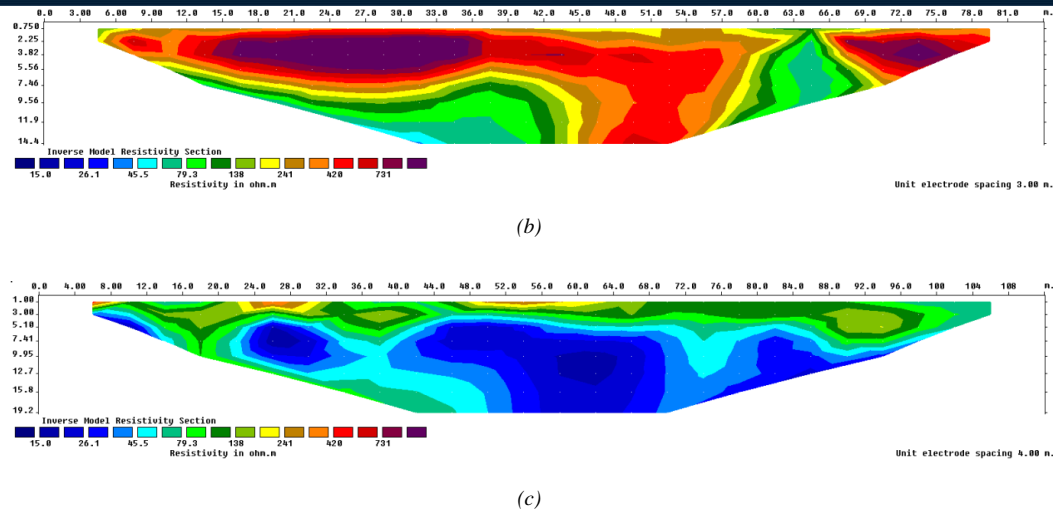 0.0 3.00 6.00 9.00 12.0 15.0 18.0 21.0 24.0 27.0 30.0 33.0 36.0 39.0 42.0 45.0 48.0 51.0 54.0 57.0 60.0 63.0 66.0 69.0 72.0 75.0 78.0 81.0 m.
0.750
2.25
3.82
5.56
7.46
9.56
11.9
14.4
Inverse Model Resistivity Section
15.0 26.1 45.5 79.3 138 241 420 731
Resistivity in ohm.m
Unit electrode spacing 3.00 m.
(b)
0.0 4.00 8.00 12.0 16.0 20.0 24.0 28.0 32.0 36.0 40.0 44.0 48.0 52.0 56.0 60.0 64.0 68.0 72.0 76.0 80.0 84.0 88.0 92.0 96.0 100 104 108 m.
1.00
3.00
5.10
7.41
9.95
12.7
15.8
19.2
Inverse Model Resistivity Section
15.0 26.1 45.5 79.3 138 241 420 731
Resistivity in ohm.m
Unit electrode spacing 4.00 m.
(c)